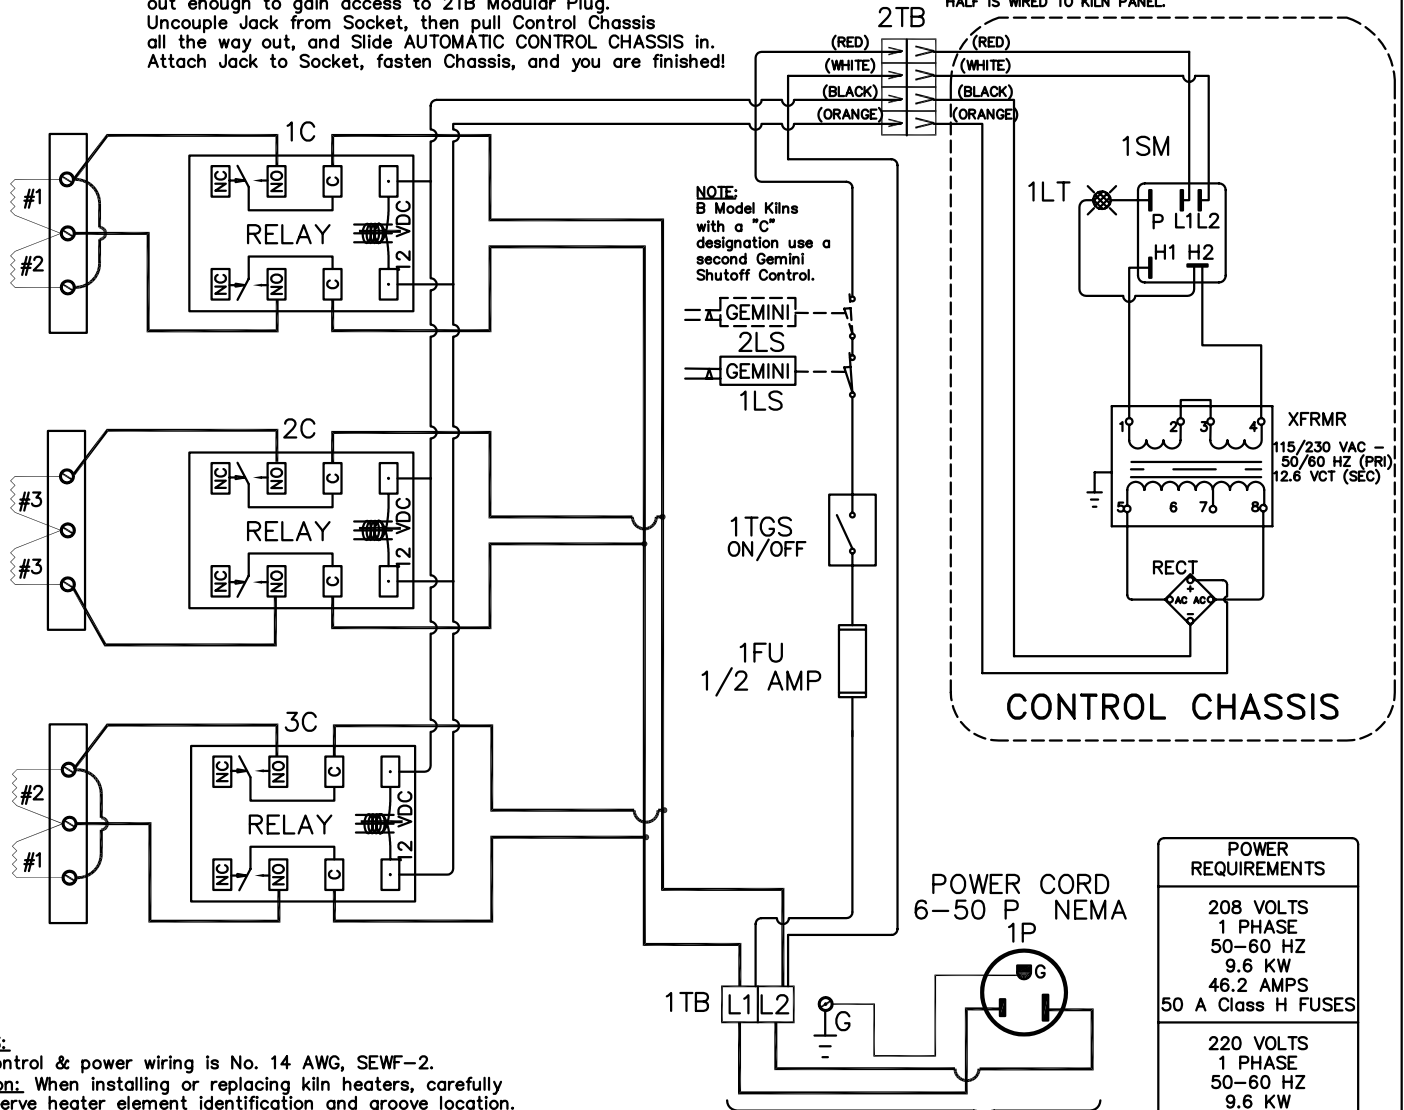 out enough to gain access to 2TB Modular Plug.
Uncouple Jack from Socket, then pull Control Chassis
all the way out, and Slide AUTOMATIC CONTROL CHASSIS in.
Attach Jack to Socket, fasten Chassis, and you are finished!
HALF IS WIRED TO KILN PANEL.
2TB
(RED) (RED)
(WHITE) (WHITE)
(BLACK) (BLACK)
(ORANGE) (ORANGE)
1C
NC NO C
#1
RELAY
VDC
12
#2
NC NO C
NOTE:
B Model Kilns
with a "C"
designation use a
second Gemini
Shutoff Control.
GEMINI
2LS
GEMINI
1LS
1SM
1LT
P L1 L2
H1 H2
XFRMR
1 2 3 4
115/230 VAC –
50/60 HZ (PRI)
12.6 VCT (SEC)
5 6 7 8
RECT
+
AC AC
–
CONTROL CHASSIS
2C
NC NO C
#3
RELAY
VDC
12
#3
NC NO C
1TGS
ON/OFF
1FU
1/2 AMP
3C
NC NO C
#2
RELAY
VDC
12
#1
NC NO C
POWER CORD
6–50 P NEMA
1P
G
1TB L1 L2
G
POWER
REQUIREMENTS
208 VOLTS
1 PHASE
50–60 HZ
9.6 KW
46.2 AMPS
50 A Class H FUSES
220 VOLTS
1 PHASE
50–60 HZ
9.6 KW
ontrol & power wiring is No. 14 AWG, SEWF–2.
on: When installing or replacing kiln heaters, carefully
erve heater element identification and groove location.